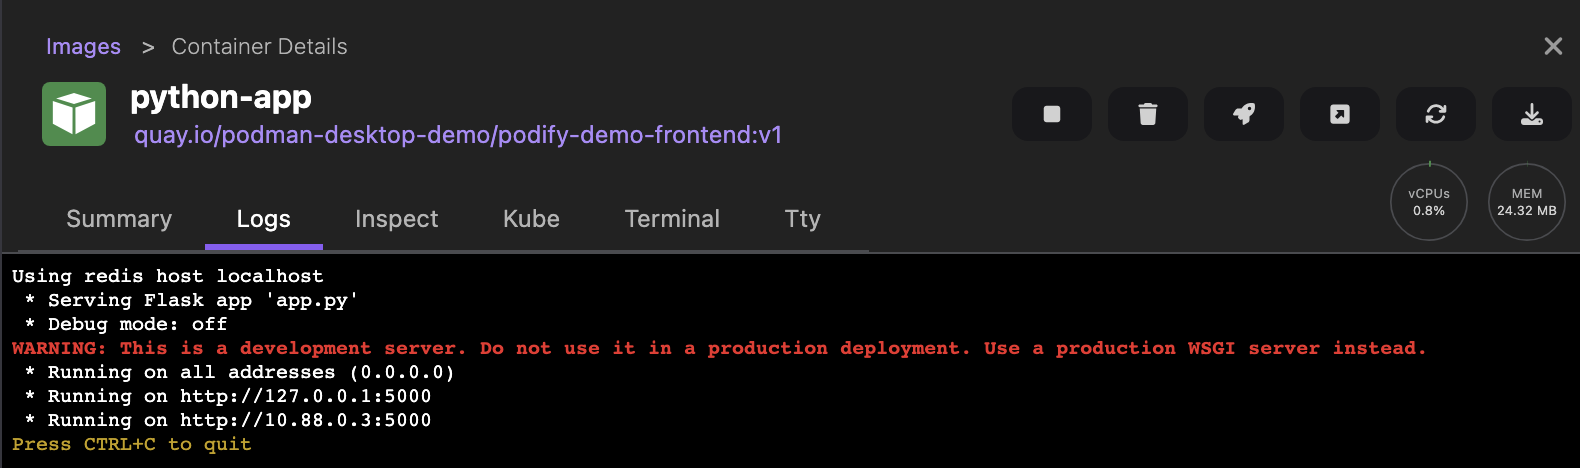 Images > Container Details
python-app
quay.io/podman-desktop-demo/podify-demo-frontend:v1
vCPUs
0.8%
MEM
24.32 MB
Summary Logs Inspect Kube Terminal Tty
Using redis host localhost
 * Serving Flask app 'app.py'
 * Debug mode: off
WARNING: This is a development server. Do not use it in a production deployment. Use a production WSGI server instead.
 * Running on all addresses (0.0.0.0)
 * Running on http://127.0.0.1:5000
 * Running on http://10.88.0.3:5000
Press CTRL+C to quit